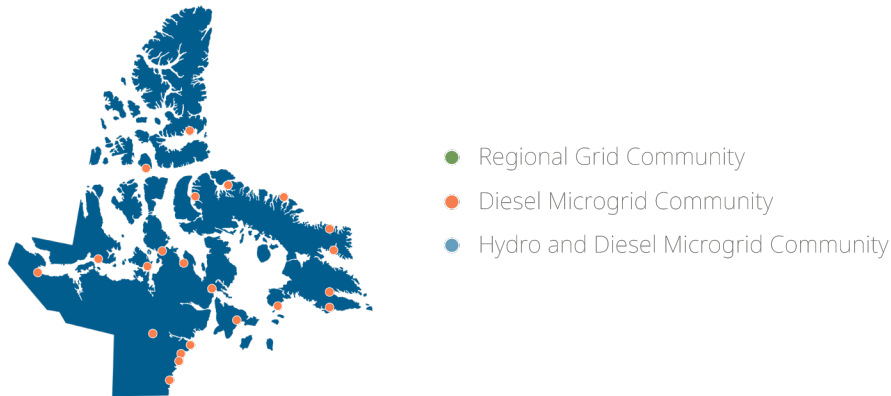 Regional Grid Community
Diesel Microgrid Community
Hydro and Diesel Microgrid Community